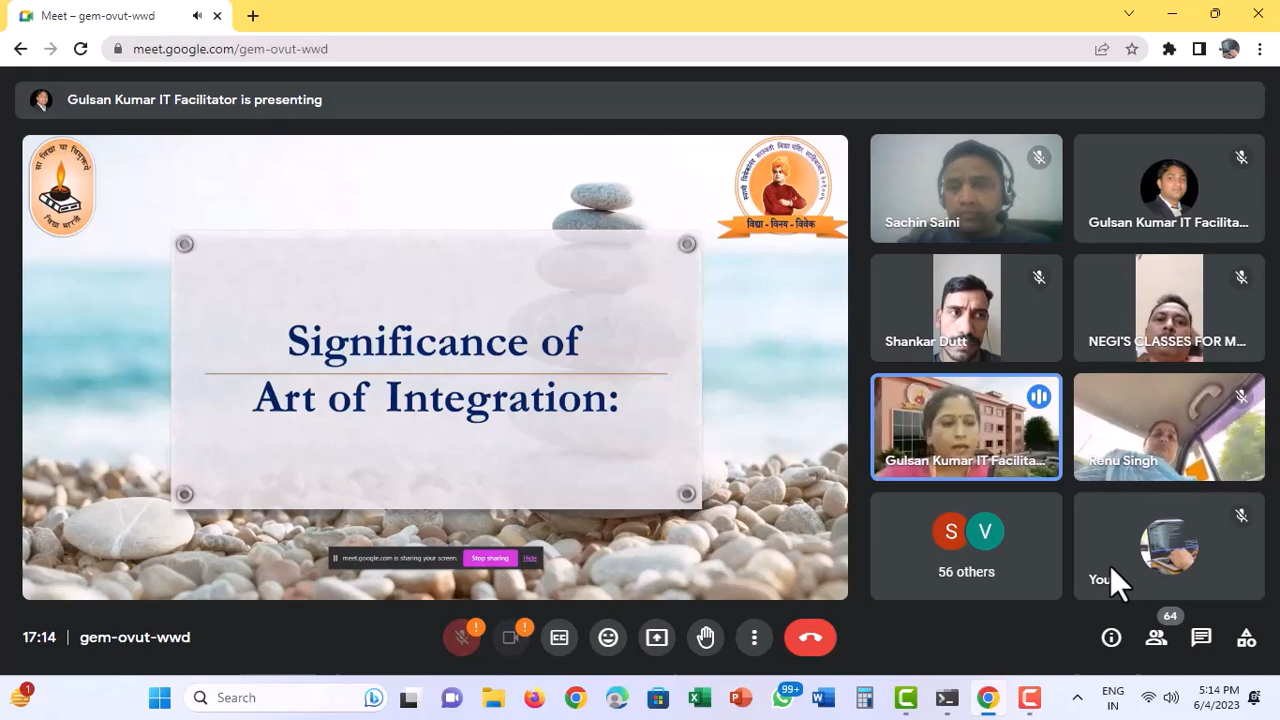 Meet – gem-ovut-wwd
meet.google.com/gem-ovut-wwd
Gulsan Kumar IT Facilitator is presenting
सा विद्या या विमुक्तये
विद्या भारती
विद्या - विनय - विवेक
Significance of
Art of Integration:
meet.google.com is sharing your screen.
Stop sharing
Hide
Sachin Saini
Gulsan Kumar IT Facilita...
Shankar Dutt
NEGI'S CLASSES FOR M...
Gulsan Kumar IT Facilita...
Renu Singh
S
V
56 others
You
17:14
gem-ovut-wwd
64
1
Search
99+
ENG
IN
5:14 PM
6/4/2023